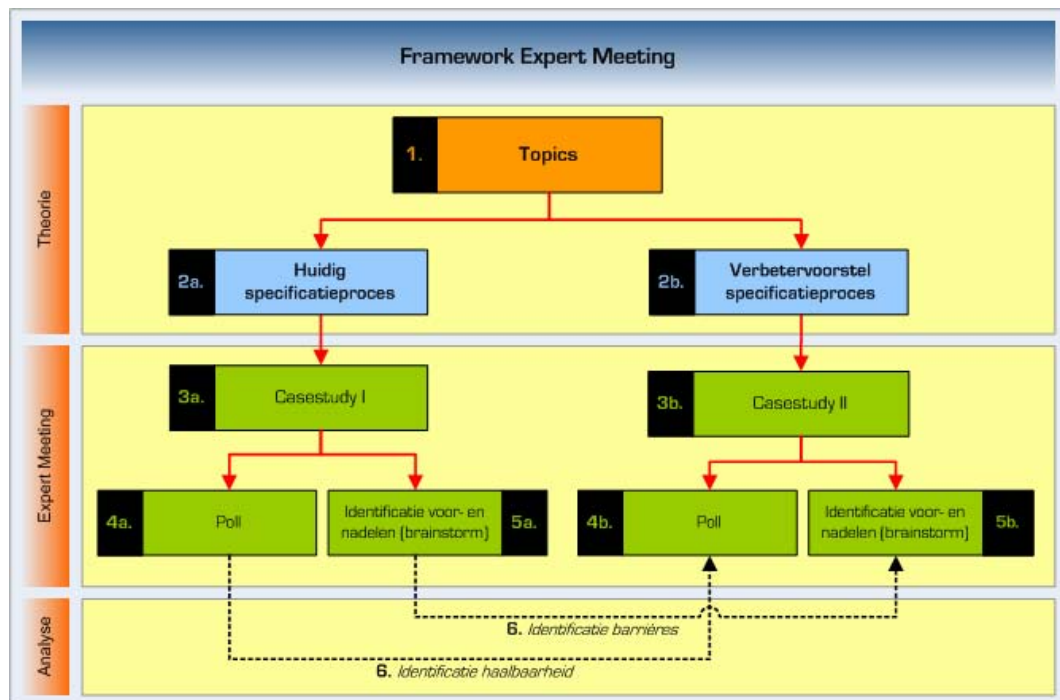 Framework Expert Meeting
Theorie
1.
Topics
2a.
Huidig
specificatieproces
2b.
Verbetervoorstel
specificatieproces
Expert Meeting
3a.
Casestudy I
3b.
Casestudy II
4a.
Poll
Identificatie voor- en
nadelen (brainstorm)
5a.
4b.
Poll
Identificatie voor- en
nadelen (brainstorm)
5b.
Analyse
6. Identificatie barrières
6. Identificatie haalbaarheid